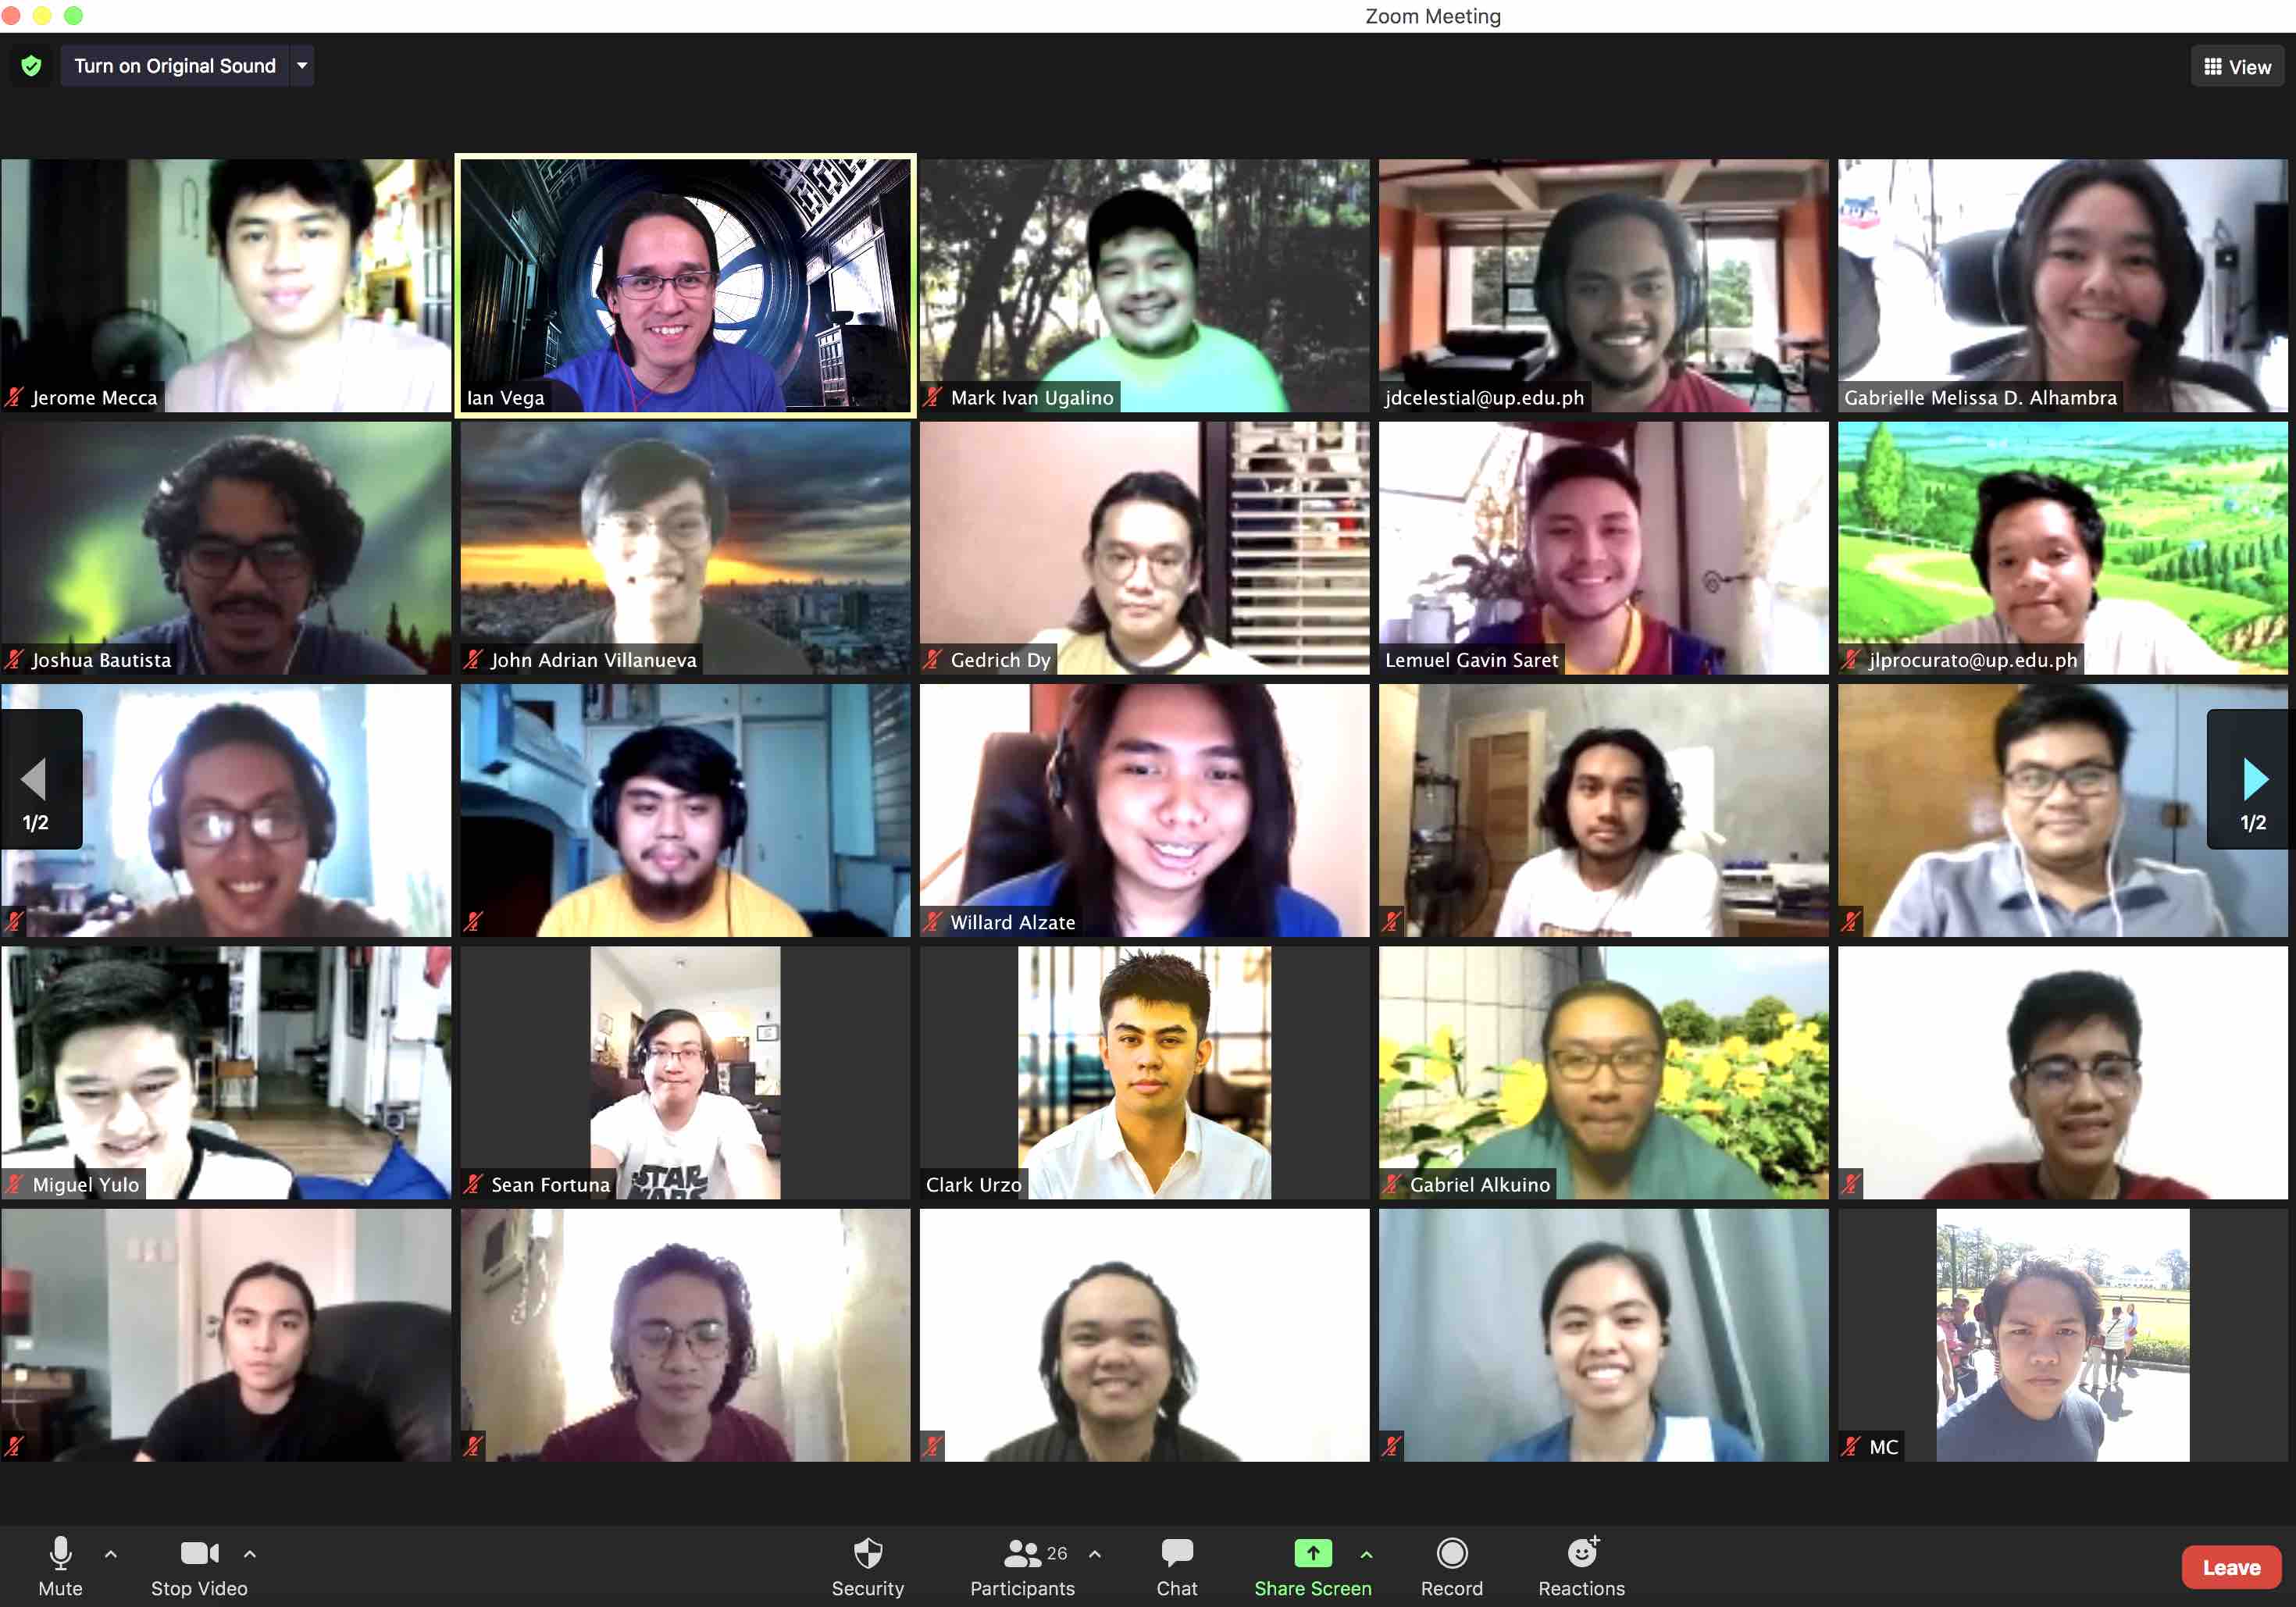 Zoom Meeting
Turn on Original Sound
View
Jerome Mecca
Ian Vega
Mark Ivan Ugalino
jdcelestial@up.edu.ph
Gabrielle Melissa D. Alhambra
Joshua Bautista
John Adrian Villanueva
Gedrich Dy
Lemuel Gavin Saret
jlprocurato@up.edu.ph
1/2
1/2
Willard Alzate
Miguel Yulo
Sean Fortuna
STAR
WARS
Clark Urzo
Gabriel Alkuino
MC
Mute
Stop Video
Security
Participants
26
Chat
Share Screen
Record
Reactions
Leave